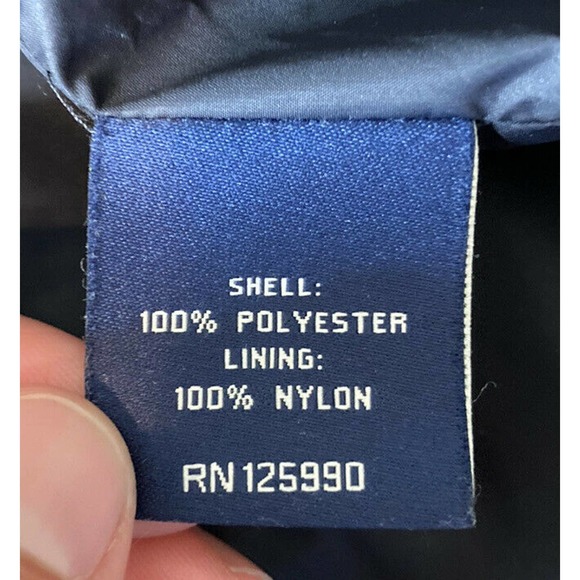 SHELL:
100% POLYESTER
LINING:
100% NYLON
RN125990